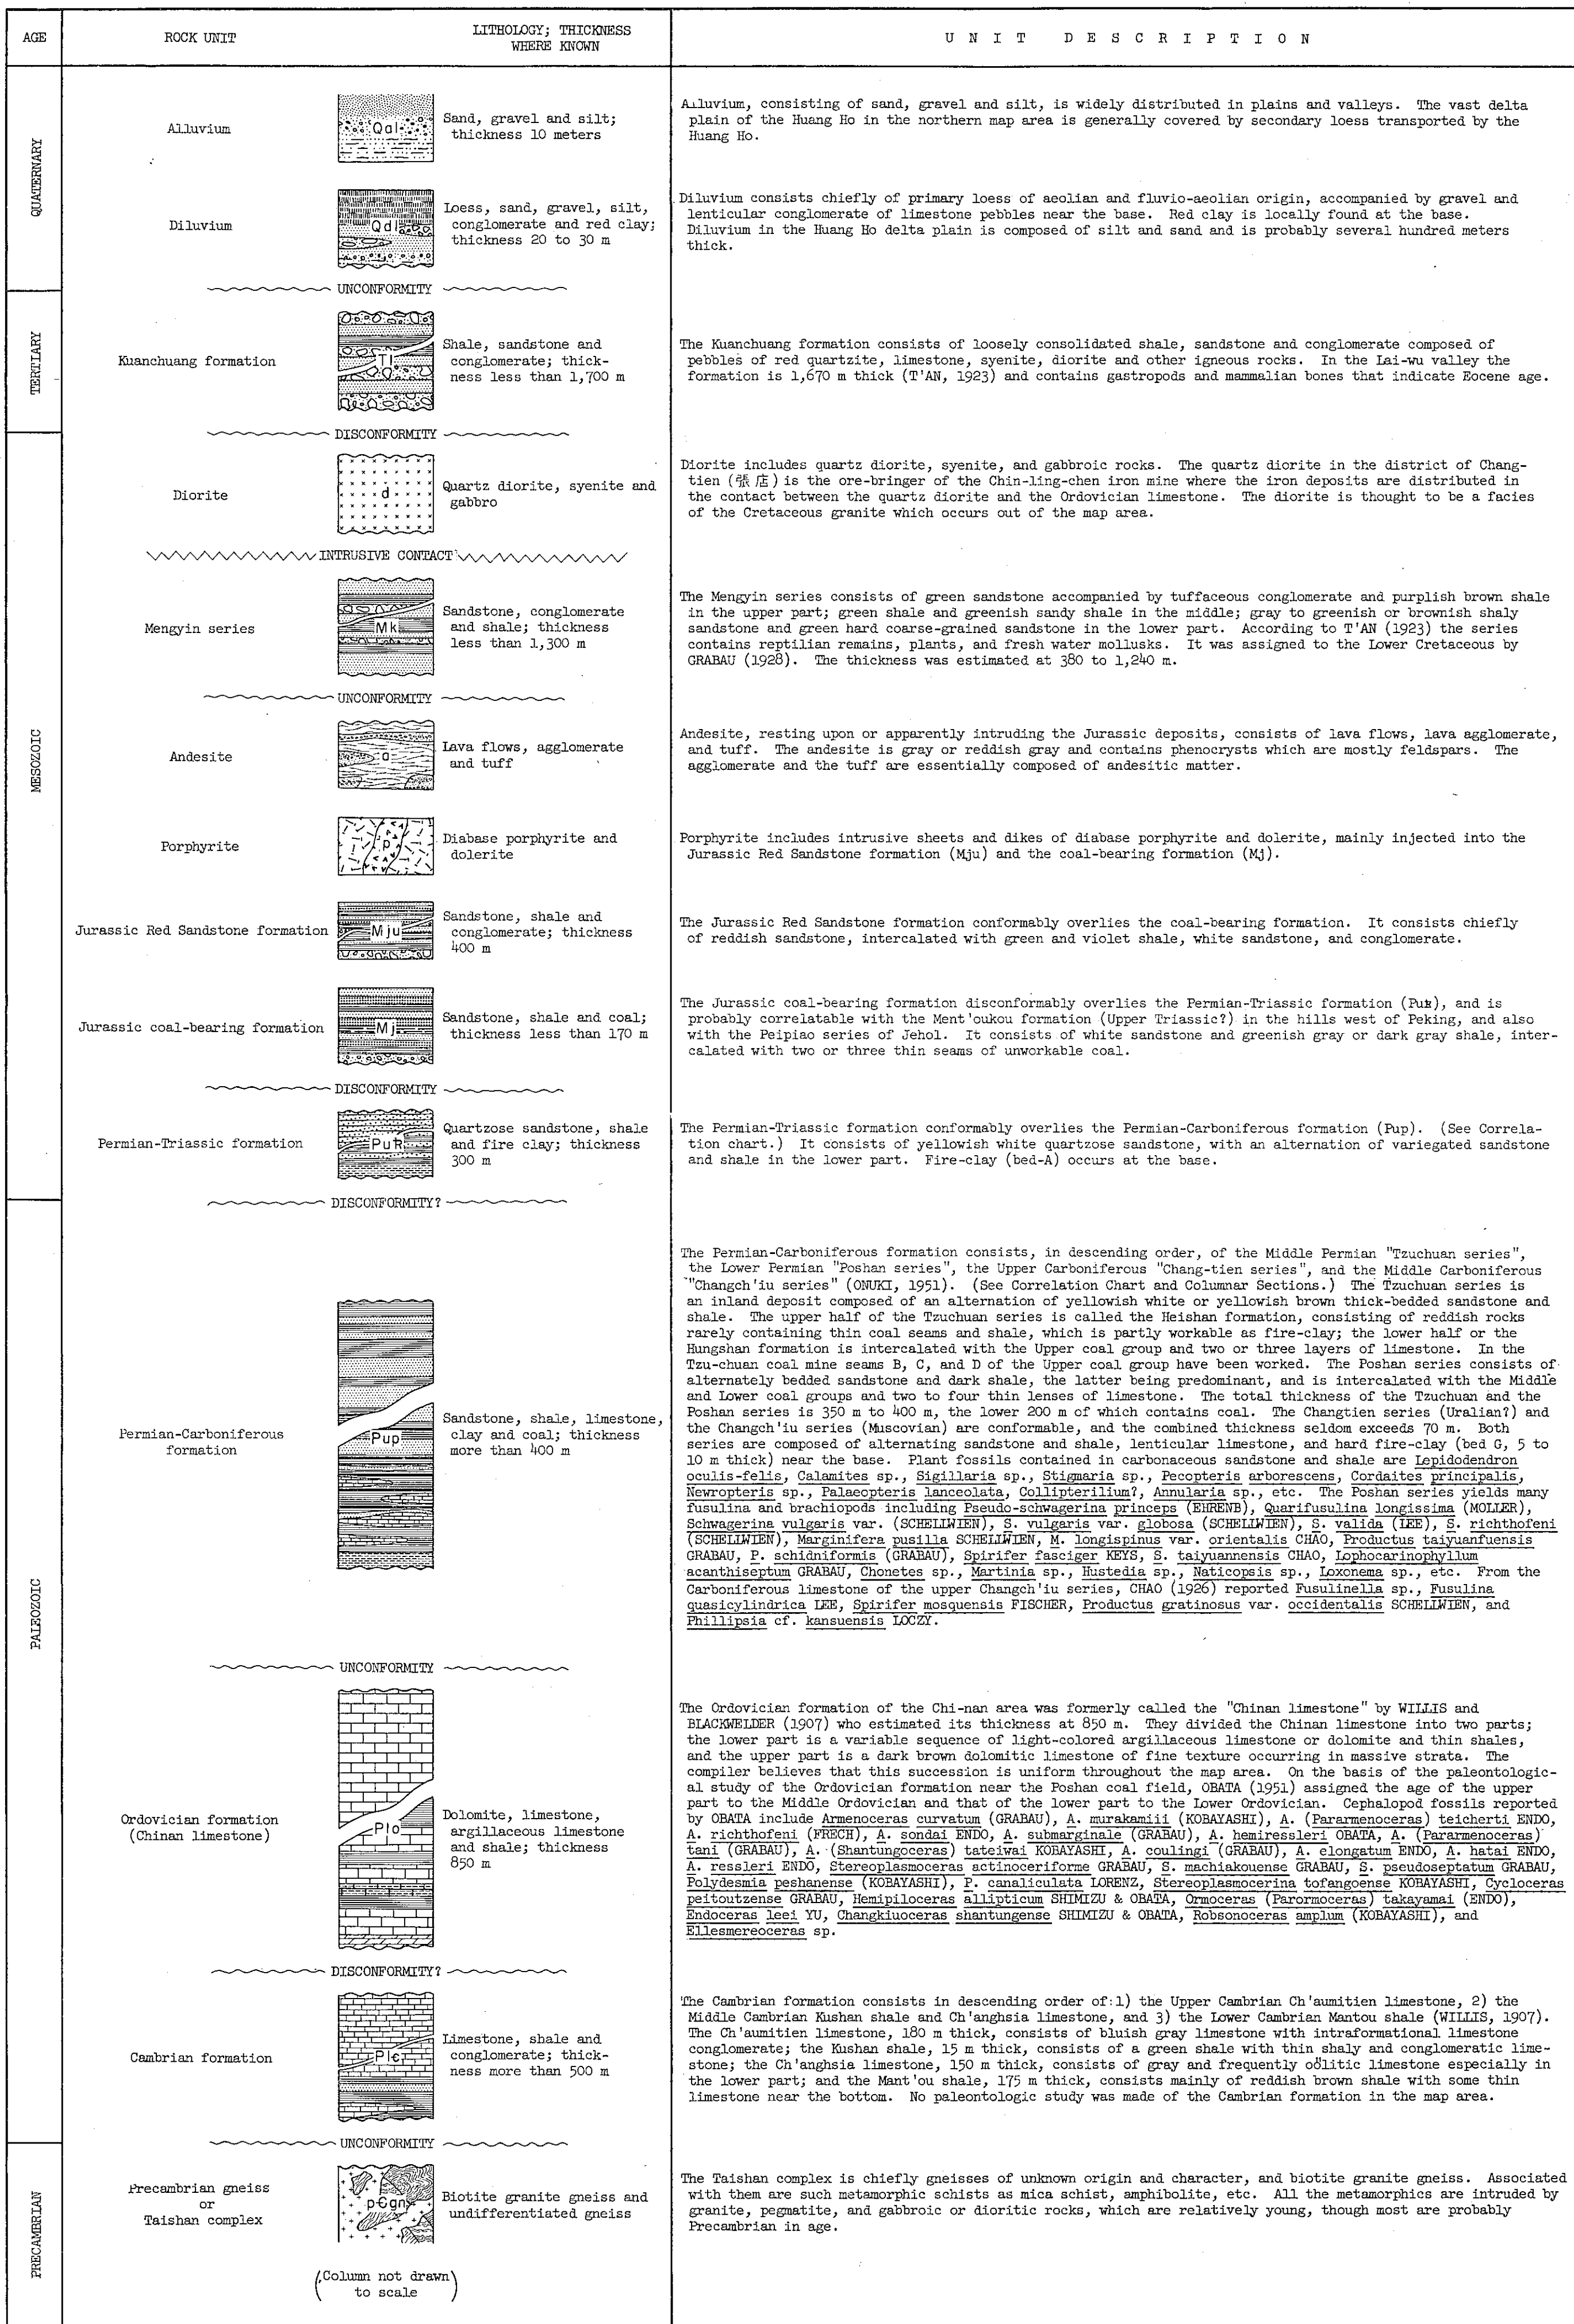 AGE
ROCK UNIT
LITHOLOGY; THICKNESS
WHERE KNOWN
UNIT DESCRIPTION
QUATERNARY
Alluvium
Qal
Sand, gravel and silt;
thickness 10 meters
Alluvium, consisting of sand, gravel and silt, is widely distributed in plains and valleys. The vast delta
plain of the Huang Ho in the northern map area is generally covered by secondary loess transported by the
Huang Ho.
Diluvium
Qdl
Loess, sand, gravel, silt,
conglomerate and red clay;
thickness 20 to 30 m
Diluvium consists chiefly of primary loess of aeolian and fluvio-aeolian origin, accompanied by gravel and
lenticular conglomerate of limestone pebbles near the base. Red clay is locally found at the base.
Diluvium in the Huang Ho delta plain is composed of silt and sand and is probably several hundred meters
thick.
UNCONFORMITY
TERTIARY
Kuanchuang formation
Tl
Shale, sandstone and
conglomerate; thick-
ness less than 1,700 m
The Kuanchuang formation consists of loosely consolidated shale, sandstone and conglomerate composed of
pebbles of red quartzite, limestone, syenite, diorite and other igneous rocks. In the Lai-wu valley the
formation is 1,670 m thick (T'AN, 1923) and contains gastropods and mammalian bones that indicate Eocene age.
DISCONFORMITY
MESOZOIC
Diorite
d
Quartz diorite, syenite and
gabbro
Diorite includes quartz diorite, syenite, and gabbroic rocks. The quartz diorite in the district of Chang-
tien (張店) is the ore-bringer of the Chin-ling-chen iron mine where the iron deposits are distributed in
the contact between the quartz diorite and the Ordovician limestone. The diorite is thought to be a facies
of the Cretaceous granite which occurs out of the map area.
INTRUSIVE CONTACT
Mengyin series
Mk
Sandstone, conglomerate
and shale; thickness
less than 1,300 m
The Mengyin series consists of green sandstone accompanied by tuffaceous conglomerate and purplish brown shale
in the upper part; green shale and greenish sandy shale in the middle; gray to greenish or brownish shaly
sandstone and green hard coarse-grained sandstone in the lower part. According to T'AN (1923) the series
contains reptilian remains, plants, and fresh water mollusks. It was assigned to the Lower Cretaceous by
GRABAU (1928). The thickness was estimated at 380 to 1,240 m.
UNCONFORMITY
Andesite
a
Lava flows, agglomerate
and tuff
Andesite, resting upon or apparently intruding the Jurassic deposits, consists of lava flows, lava agglomerate,
and tuff. The andesite is gray or reddish gray and contains phenocrysts which are mostly feldspars. The
agglomerate and the tuff are essentially composed of andesitic matter.
Porphyrite
p
Diabase porphyrite and
dolerite
Porphyrite includes intrusive sheets and dikes of diabase porphyrite and dolerite, mainly injected into the
Jurassic Red Sandstone formation (Mju) and the coal-bearing formation (Mj).
Jurassic Red Sandstone formation
Mju
Sandstone, shale and
conglomerate; thickness
400 m
The Jurassic Red Sandstone formation conformably overlies the coal-bearing formation. It consists chiefly
of reddish sandstone, intercalated with green and violet shale, white sandstone, and conglomerate.
Jurassic coal-bearing formation
Mj
Sandstone, shale and coal;
thickness less than 170 m
The Jurassic coal-bearing formation disconformably overlies the Permian-Triassic formation (PuTR), and is
probably correlatable with the Ment'oukou formation (Upper Triassic?) in the hills west of Peking, and also
with the Peipiao series of Jehol. It consists of white sandstone and greenish gray or dark gray shale, inter-
calated with two or three thin seams of unworkable coal.
DISCONFORMITY
Permian-Triassic formation
PuTR
Quartzose sandstone, shale
and fire clay; thickness
300 m
The Permian-Triassic formation conformably overlies the Permian-Carboniferous formation (Pup). (See Correla-
tion chart.) It consists of yellowish white quartzose sandstone, with an alternation of variegated sandstone
and shale in the lower part. Fire-clay (bed-A) occurs at the base.
DISCONFORMITY?
PALEOZOIC
Permian-Carboniferous
formation
Pup
Sandstone, shale, limestone,
clay and coal; thickness
more than 400 m
The Permian-Carboniferous formation consists, in descending order, of the Middle Permian "Tzuchuan series",
the Lower Permian "Poshan series", the Upper Carboniferous "Chang-tien series", and the Middle Carboniferous
"Changch'iu series" (ONUKI, 1951). (See Correlation Chart and Columnar Sections.) The Tzuchuan series is
an inland deposit composed of an alternation of yellowish white or yellowish brown thick-bedded sandstone and
shale. The upper half of the Tzuchuan series is called the Heishan formation, consisting of reddish rocks
rarely containing thin coal seams and shale, which is partly workable as fire-clay; the lower half or the
Hungshan formation is intercalated with the Upper coal group and two or three layers of limestone. In the
Tzu-chuan coal mine seams B, C, and D of the Upper coal group have been worked. The Poshan series consists of
alternately bedded sandstone and dark shale, the latter being predominant, and is intercalated with the Middle
and Lower coal groups and two to four thin lenses of limestone. The total thickness of the Tzuchuan and the
Poshan series is 350 m to 400 m, the lower 200 m of which contains coal. The Changtien series (Uralian?) and
the Changch'iu series (Muscovian) are conformable, and the combined thickness seldom exceeds 70 m. Both
series are composed of alternating sandstone and shale, lenticular limestone, and hard fire-clay (bed G, 5 to
10 m thick) near the base. Plant fossils contained in carbonaceous sandstone and shale are Lepidodendron
oculis-felis, Calamites sp., Sigillaria sp., Stigmaria sp., Pecopteris arborescens, Cordaites principalis,
Newropteris sp., Palaeopteris lanceolata, Collipterilium?, Annularia sp., etc. The Poshan series yields many
fusulina and brachiopods including Pseudo-schwagerina princeps (EHRENB), Quarifusulina longissima (MOLLER),
Schwagerina vulgaris var. (SCHELLWIEN), S. vulgaris var. globosa (SCHELLWIEN), S. valida (LEE), S. richthofeni
(SCHELLWIEN), Marginifera pusilla SCHELLWIEN, M. longispinus var. orientalis CHAO, Productus taiyuanfuensis
GRABAU, P. schidniformis (GRABAU), Spirifer fasciger KEYS, S. taiyuannensis CHAO, Lophocarinophyllum
acanthiseptum GRABAU, Chonetes sp., Martinia sp., Hustedia sp., Naticopsis sp., Loxonema sp., etc. From the
Carboniferous limestone of the upper Changch'iu series, CHAO (1926) reported Fusulinella sp., Fusulina
quasicylindrica LEE, Spirifer mosquensis FISCHER, Productus gratinosus var. occidentalis SCHELLWIEN, and
Phillipsia cf. kansuensis LOCZY.
UNCONFORMITY
Ordovician formation
(Chinan limestone)
Plo
Dolomite, limestone,
argillaceous limestone
and shale; thickness
850 m
The Ordovician formation of the Chi-nan area was formerly called the "Chinan limestone" by WILLIS and
BLACKWELDER (1907) who estimated its thickness at 850 m. They divided the Chinan limestone into two parts;
the lower part is a variable sequence of light-colored argillaceous limestone or dolomite and thin shales,
and the upper part is a dark brown dolomitic limestone of fine texture occurring in massive strata. The
compiler believes that this succession is uniform throughout the map area. On the basis of the paleontologic-
al study of the Ordovician formation near the Poshan coal field, OBATA (1951) assigned the age of the upper
part to the Middle Ordovician and that of the lower part to the Lower Ordovician. Cephalopod fossils reported
by OBATA include Armenoceras curvatum (GRABAU), A. murakamiii (KOBAYASHI), A. (Pararmenoceras) teicherti ENDO,
A. richthofeni (FRECH), A. sondai ENDO, A. submarginale (GRABAU), A. hemiressleri OBATA, A. (Pararmenoceras)
tani (GRABAU), A. (Shantungoceras) tateiwai KOBAYASHI, A. coulingi (GRABAU), A. elongatum ENDO, A. hatai ENDO,
A. ressleri ENDO, Stereoplasmoceras actinoceriforme GRABAU, S. machiakouense GRABAU, S. pseudoseptatum GRABAU,
Polydesmia peshanense (KOBAYASHI), P. canaliculata LORENZ, Stereoplasmocerina tofangoense KOBAYASHI, Cycloceras
peitoutzense GRABAU, Hemipiloceras allipticum SHIMIZU & OBATA, Ormoceras (Parormoceras) takayamai (ENDO),
Endoceras leei YU, Changkiuoceras shantungense SHIMIZU & OBATA, Robsonoceras amplum (KOBAYASHI), and
Ellesmereoceras sp.
DISCONFORMITY?
Cambrian formation
Pl€
Limestone, shale and
conglomerate; thick-
ness more than 500 m
The Cambrian formation consists in descending order of:1) the Upper Cambrian Ch'aumitien limestone, 2) the
Middle Cambrian Kushan shale and Ch'anghsia limestone, and 3) the Lower Cambrian Mantou shale (WILLIS, 1907).
The Ch'aumitien limestone, 180 m thick, consists of bluish gray limestone with intraformational limestone
conglomerate; the Kushan shale, 15 m thick, consists of a green shale with thin shaly and conglomeratic lime-
stone; the Ch'anghsia limestone, 150 m thick, consists of gray and frequently oölitic limestone especially in
the lower part; and the Mant'ou shale, 175 m thick, consists mainly of reddish brown shale with some thin
limestone near the bottom. No paleontologic study was made of the Cambrian formation in the map area.
UNCONFORMITY
PRECAMBRIAN
Precambrian gneiss
or
Taishan complex
p€gn
Biotite granite gneiss and
undifferentiated gneiss
The Taishan complex is chiefly gneisses of unknown origin and character, and biotite granite gneiss. Associated
with them are such metamorphic schists as mica schist, amphibolite, etc. All the metamorphics are intruded by
granite, pegmatite, and gabbroic or dioritic rocks, which are relatively young, though most are probably
Precambrian in age.
(Column not drawn
to scale)